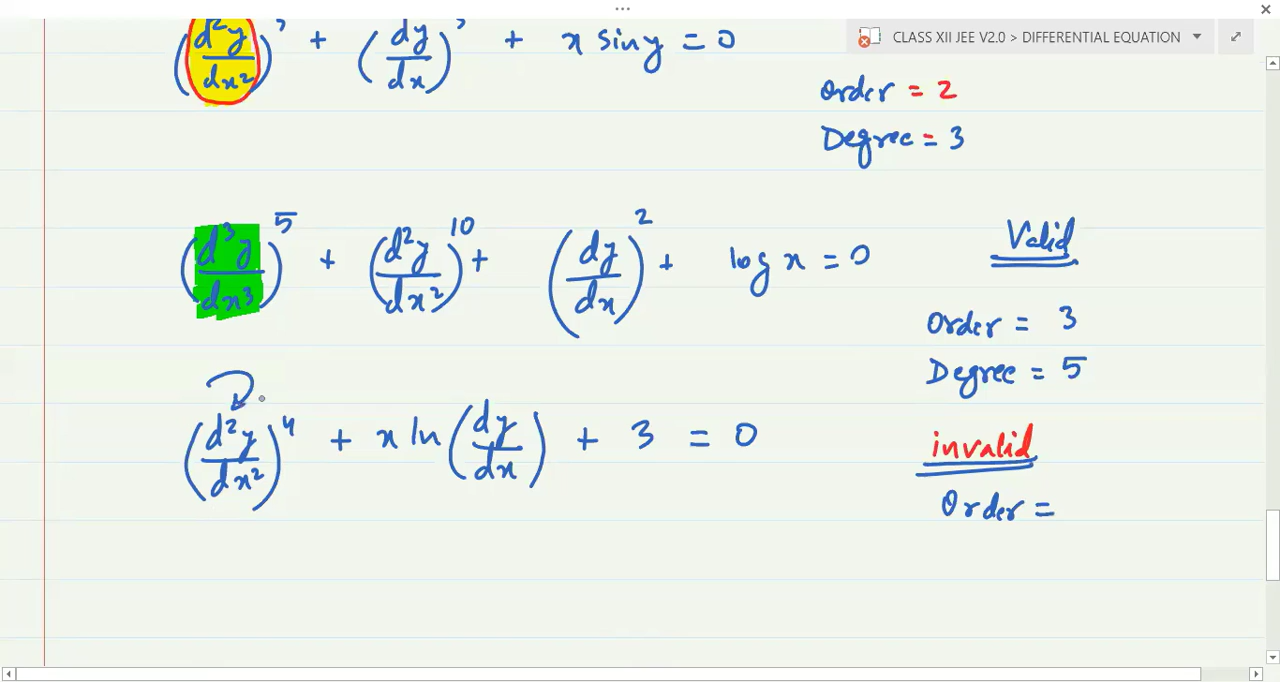 ...
CLASS XII JEE V2.0 > DIFFERENTIAL EQUATION
(d²y/dx²) + (dy/dx) + x sin y = 0
Order = 2
Degree = 3
(d³y/dx³)⁵ + (d²y/dx²)¹⁰ + (dy/dx)² + log x = 0
Valid
Order = 3
Degree = 5
(d²y/dx²)⁴ + x ln(dy/dx) + 3 = 0
invalid
Order =